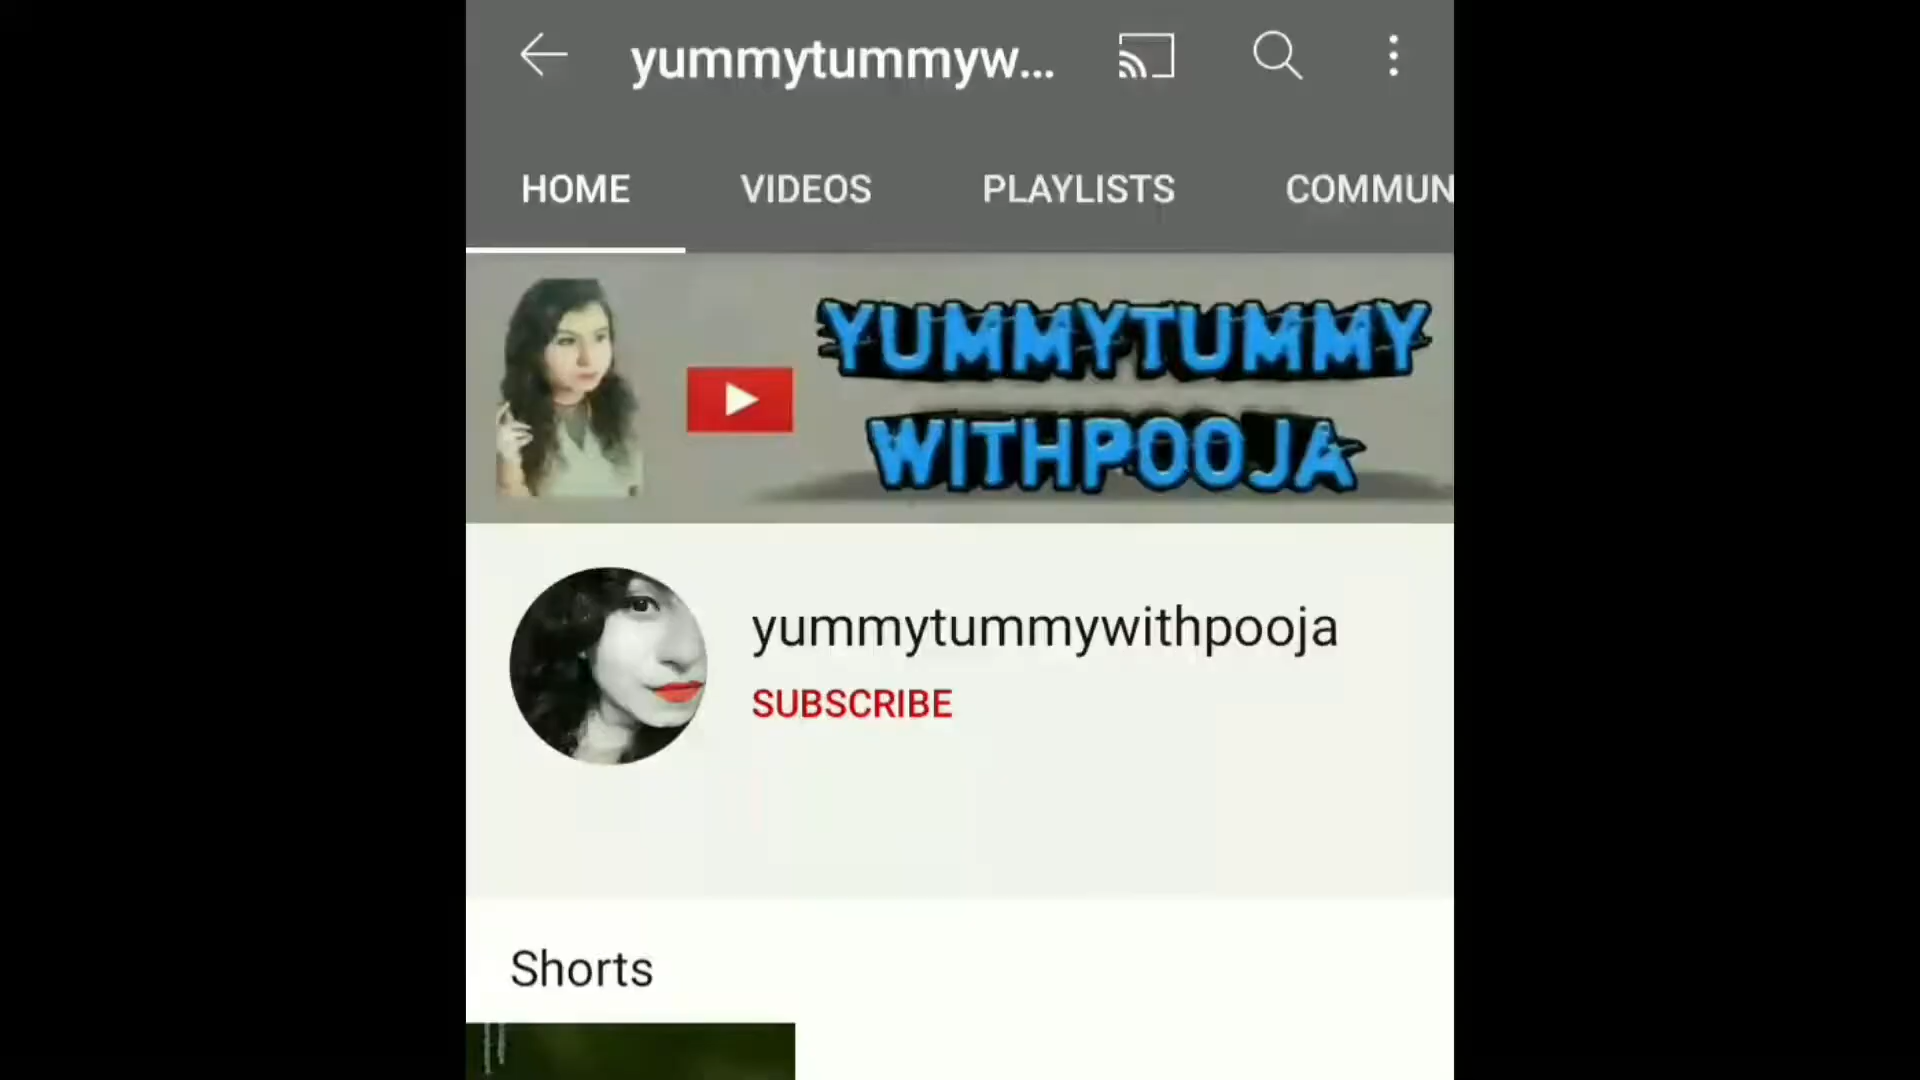 yummytummyw...
HOME VIDEOS PLAYLISTS COMMUN
YUMMYTUMMY
WITHPOOJA
yummytummywithpooja
SUBSCRIBE
Shorts